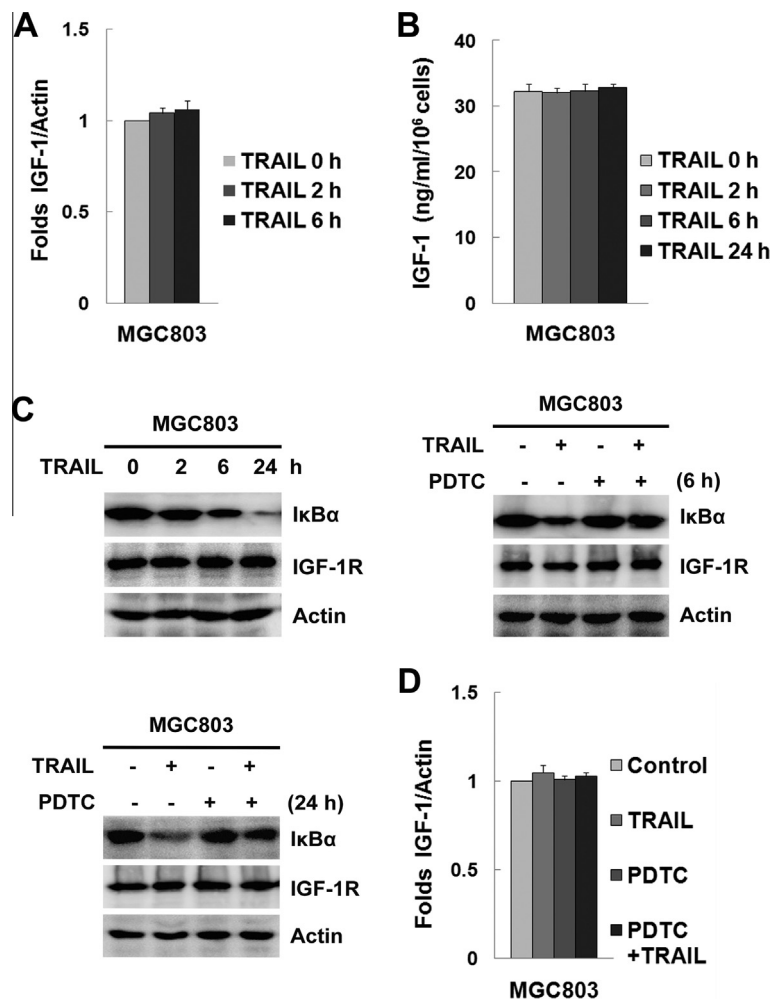 A
Folds IGF-1/Actin
1.5
1
0.5
0
MGC803
TRAIL 0 h
TRAIL 2 h
TRAIL 6 h
B
IGF-1 (ng/ml/10⁶ cells)
40
30
20
10
0
MGC803
TRAIL 0 h
TRAIL 2 h
TRAIL 6 h
TRAIL 24 h
C
MGC803
TRAIL 0 2 6 24 h
IκBα
IGF-1R
Actin
MGC803
TRAIL - + - +
PDTC - - + + (6 h)
IκBα
IGF-1R
Actin
MGC803
TRAIL - + - +
PDTC - - + + (24 h)
IκBα
IGF-1R
Actin
D
Folds IGF-1/Actin
1.5
1
0.5
0
MGC803
Control
TRAIL
PDTC
PDTC
+TRAIL